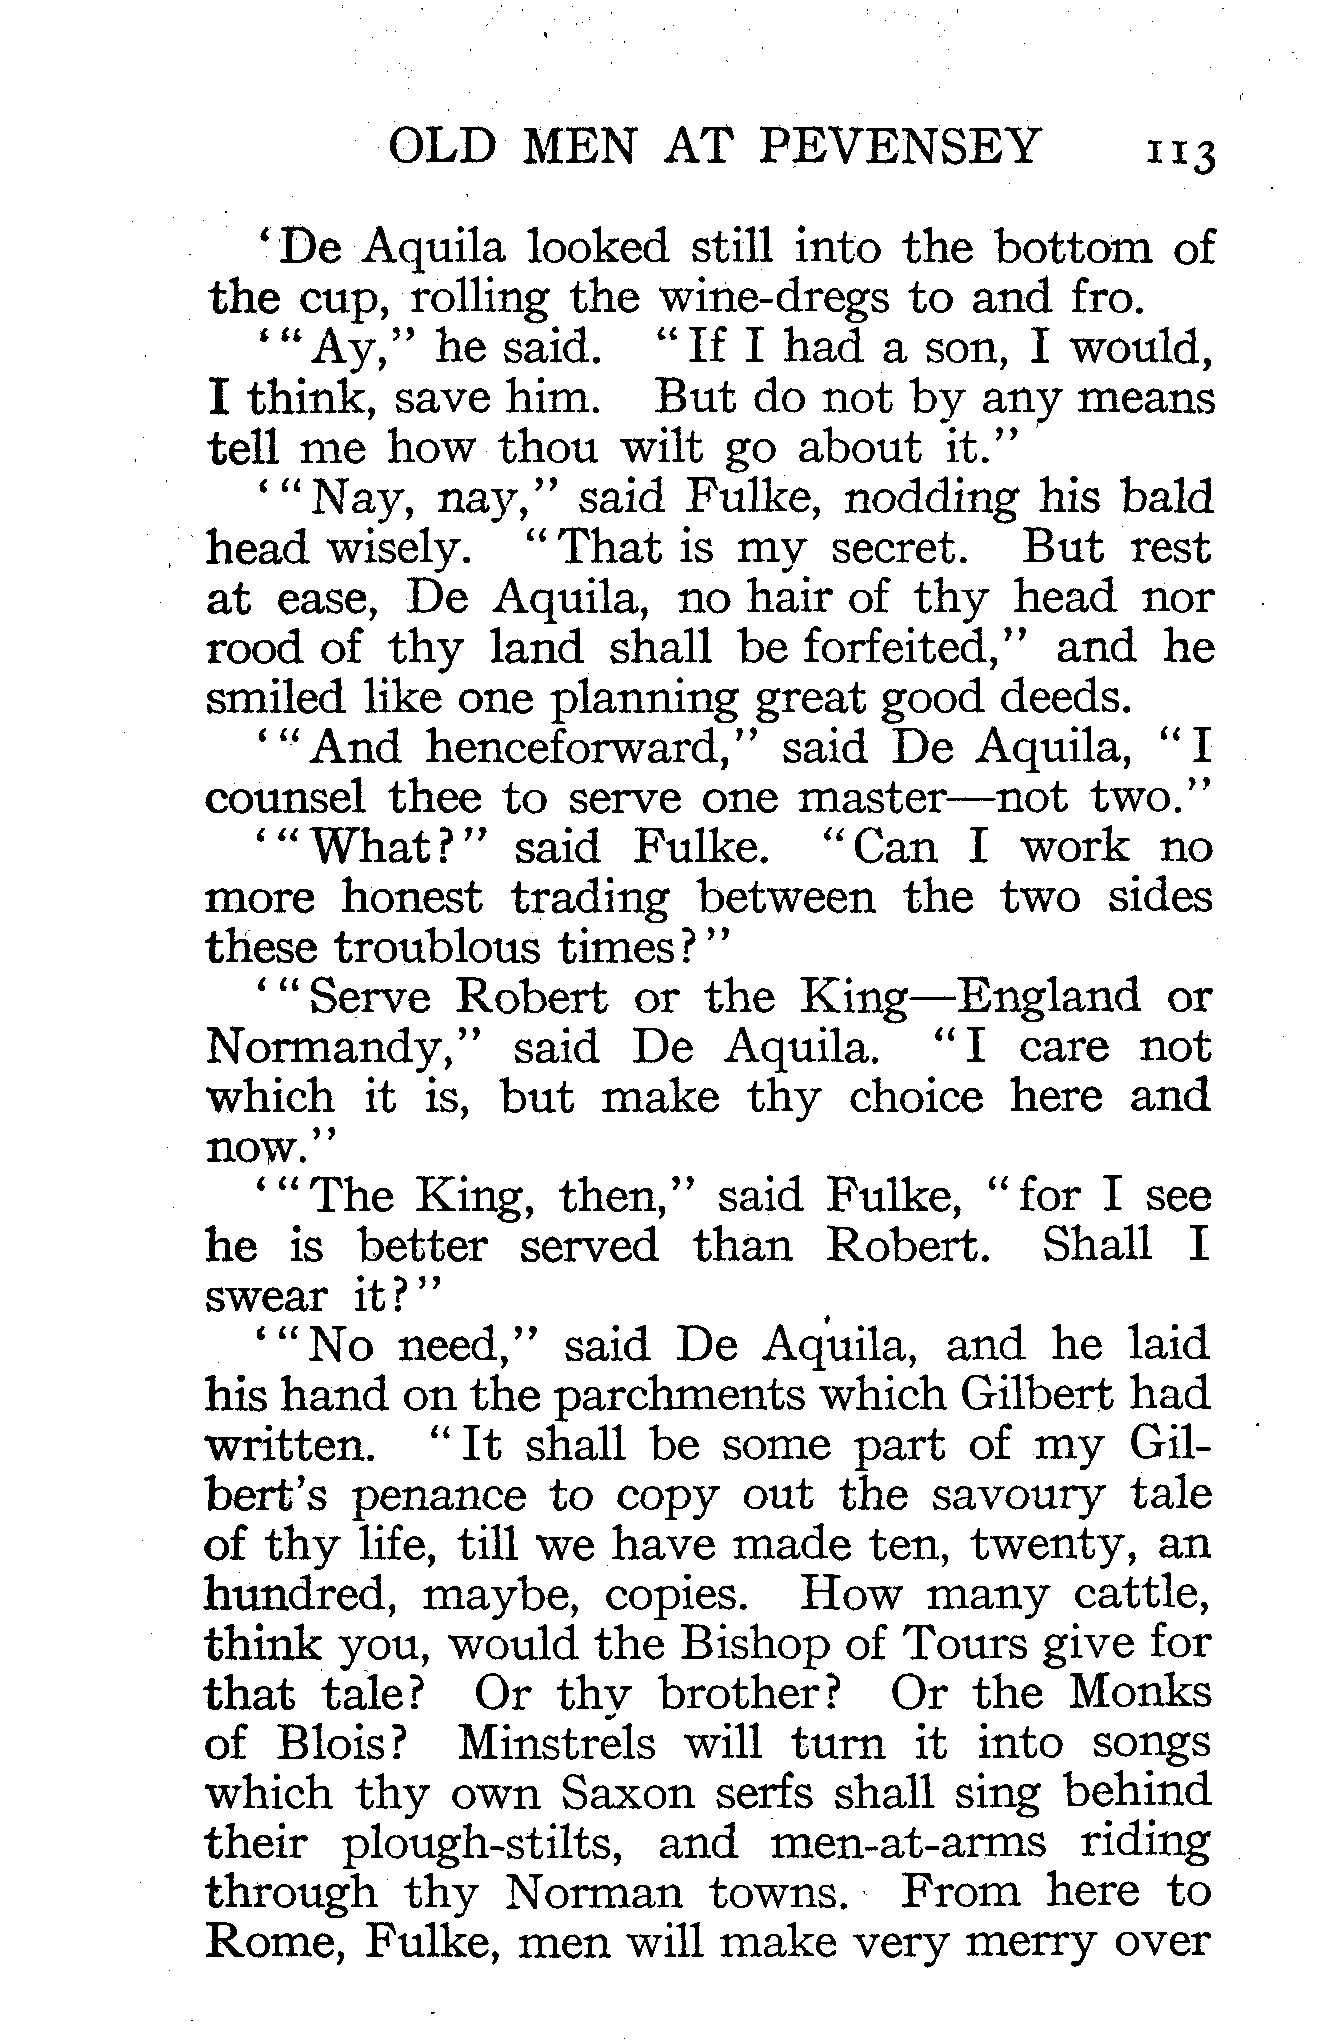 OLD MEN AT PEVENSEY 113
‘De Aquila looked still into the bottom of
the cup, rolling the wine-dregs to and fro.
‘“Ay,” he said. “If I had a son, I would,
I think, save him. But do not by any means
tell me how thou wilt go about it.”
‘“Nay, nay,” said Fulke, nodding his bald
head wisely. “That is my secret. But rest
at ease, De Aquila, no hair of thy head nor
rood of thy land shall be forfeited,” and he
smiled like one planning great good deeds.
‘“And henceforward,” said De Aquila, “I
counsel thee to serve one master—not two.”
‘“What?” said Fulke. “Can I work no
more honest trading between the two sides
these troublous times?”
‘“Serve Robert or the King—England or
Normandy,” said De Aquila. “I care not
which it is, but make thy choice here and
now.”
‘“The King, then,” said Fulke, “for I see
he is better served than Robert. Shall I
swear it?”
‘“No need,” said De Aquila, and he laid
his hand on the parchments which Gilbert had
written. “It shall be some part of my Gil-
bert’s penance to copy out the savoury tale
of thy life, till we have made ten, twenty, an
hundred, maybe, copies. How many cattle,
think you, would the Bishop of Tours give for
that tale? Or thy brother? Or the Monks
of Blois? Minstrels will turn it into songs
which thy own Saxon serfs shall sing behind
their plough-stilts, and men-at-arms riding
through thy Norman towns. From here to
Rome, Fulke, men will make very merry over